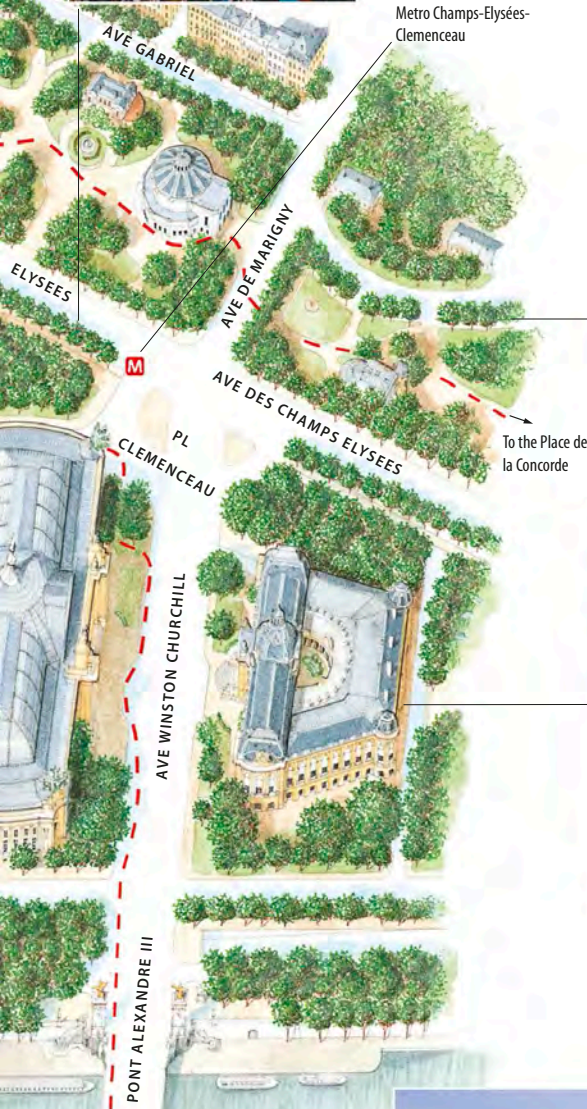 Metro Champs-Elysées-
Clemenceau
AVE GABRIEL
AVE DE MARIGNY
ELYSEES
M
AVE DES CHAMPS ELYSEES
To the Place de
la Concorde
PL
CLEMENCEAU
AVE WINSTON CHURCHILL
PONT ALEXANDRE III